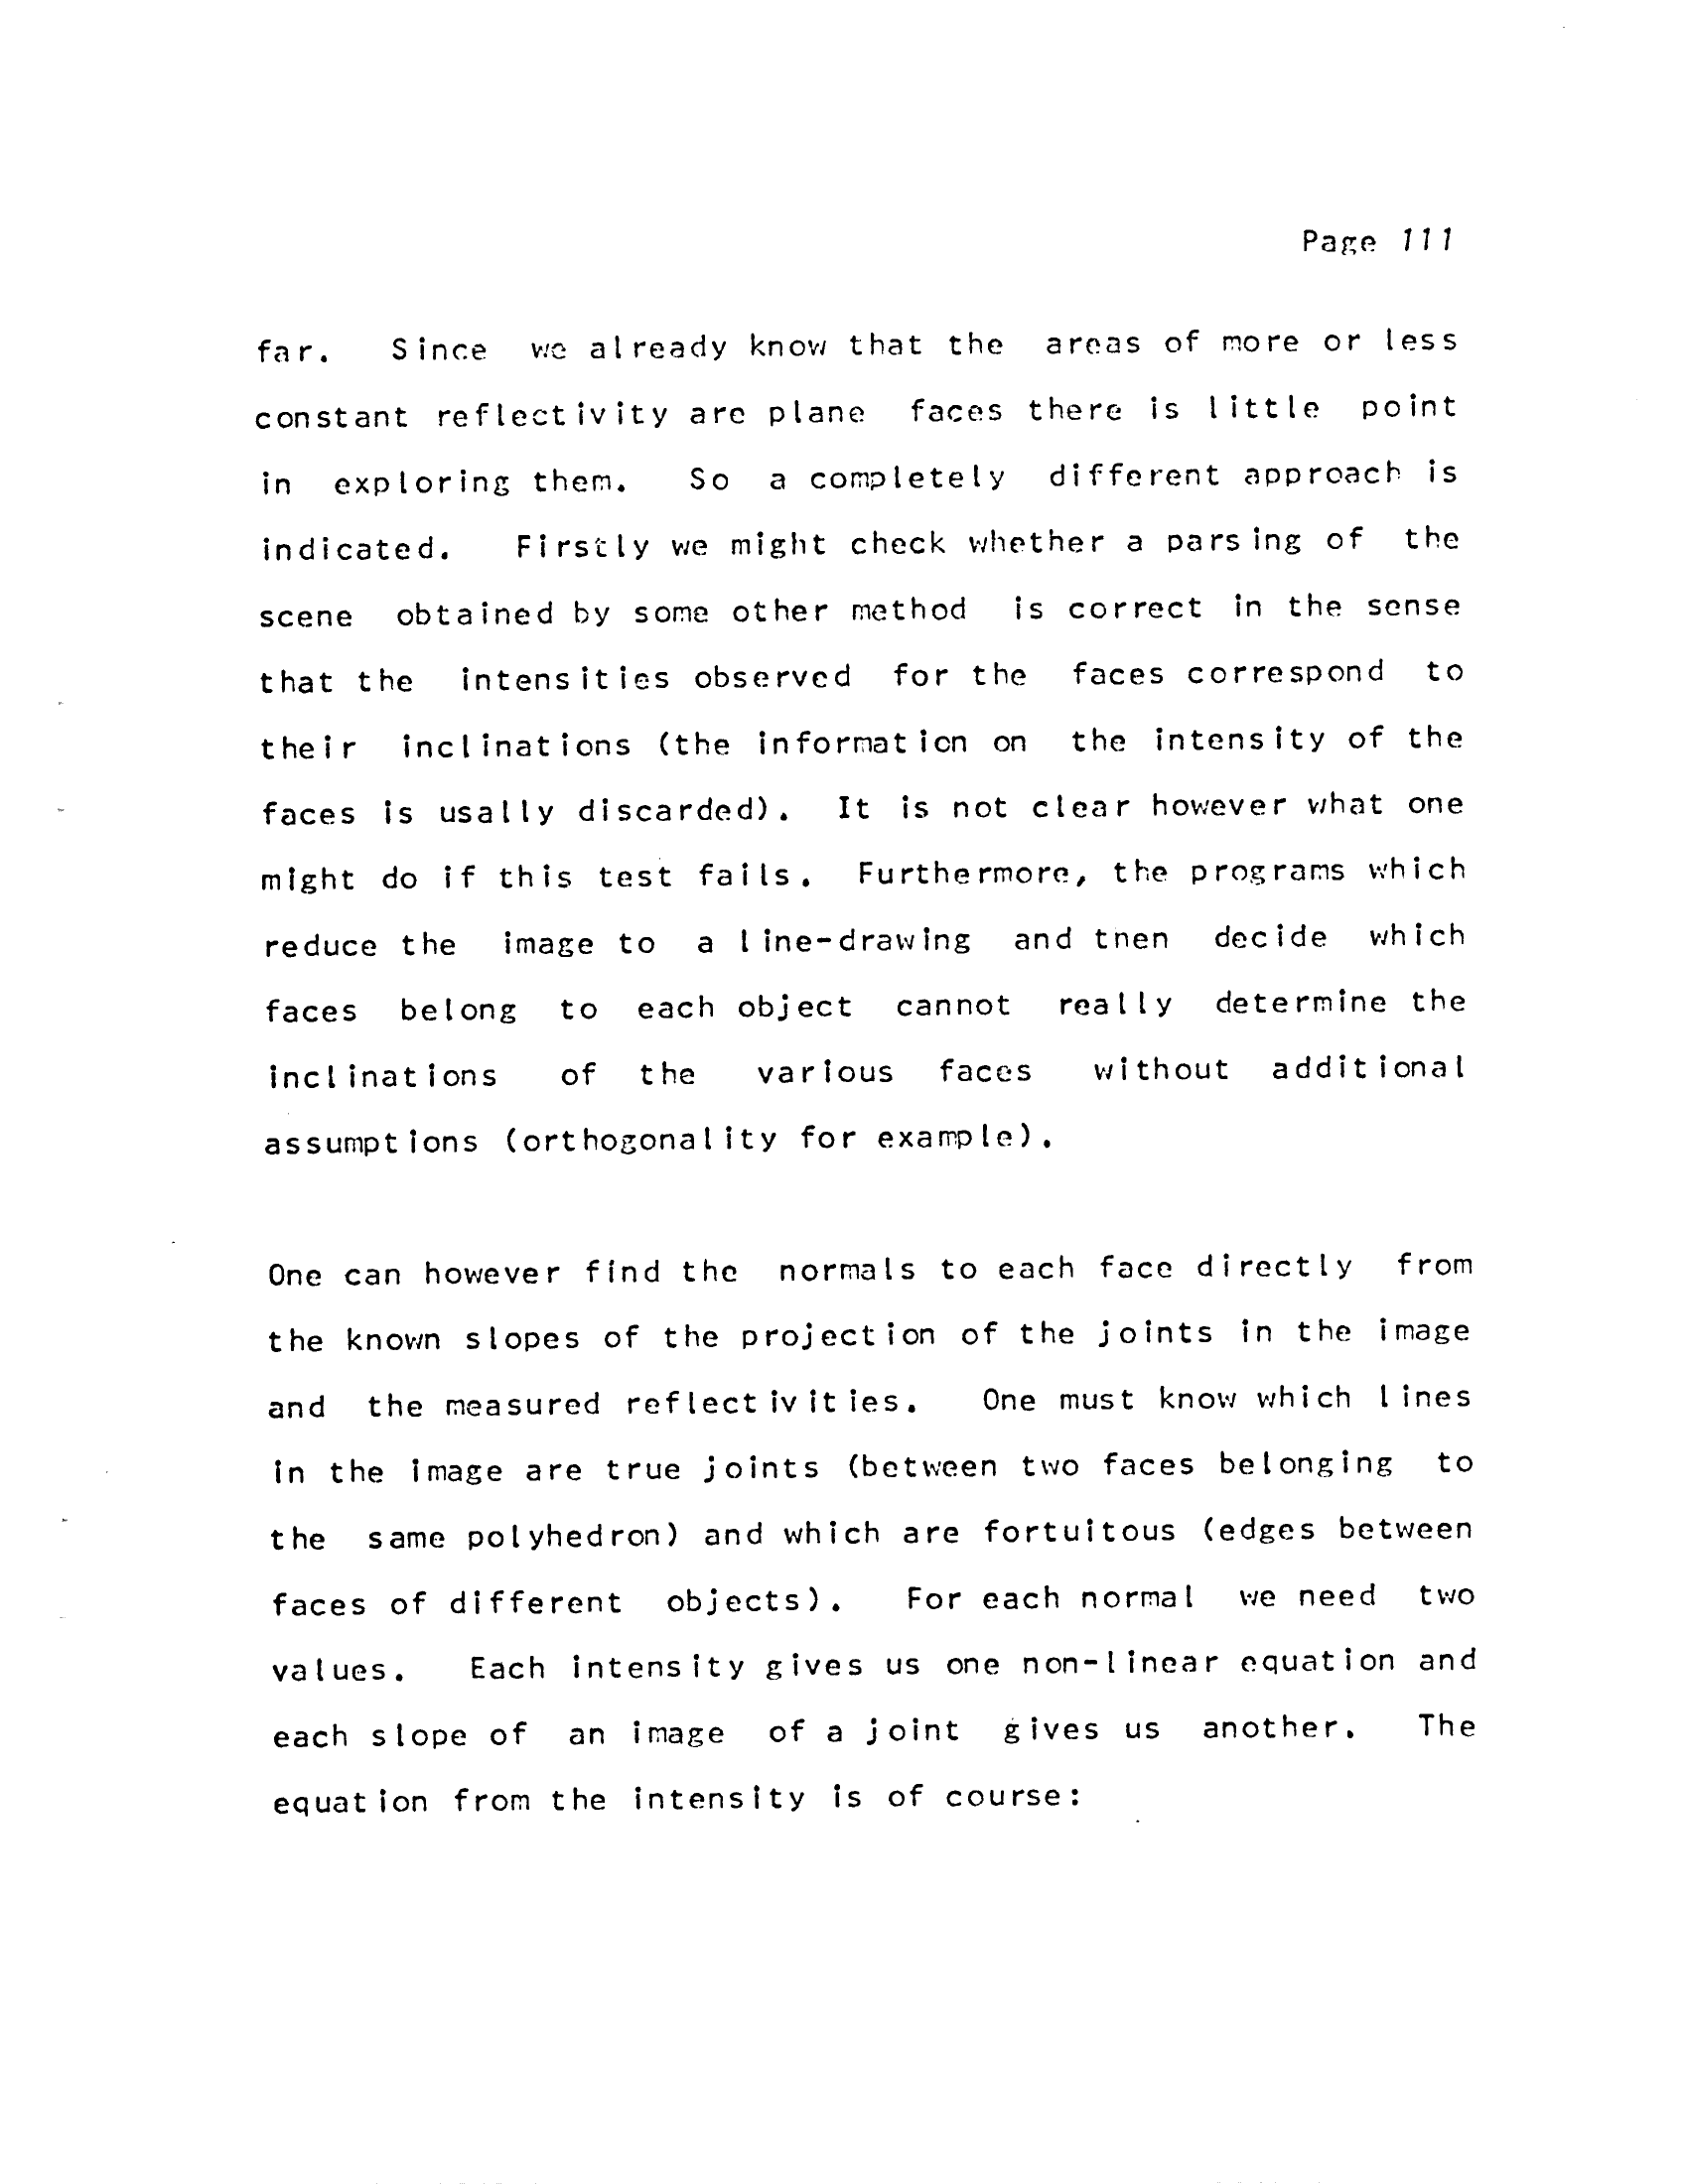 Page 111
far. Since we already know that the areas of more or less
constant reflectivity are plane faces there is little point
in exploring them. So a completely different approach is
indicated. Firstly we might check whether a parsing of the
scene obtained by some other method is correct in the sense
that the intensities observed for the faces correspond to
their inclinations (the information on the intensity of the
faces is usally discarded). It is not clear however what one
might do if this test fails. Furthermore, the programs which
reduce the image to a line-drawing and then decide which
faces belong to each object cannot really determine the
inclinations of the various faces without additional
assumptions (orthogonality for example).
One can however find the normals to each face directly from
the known slopes of the projection of the joints in the image
and the measured reflectivities. One must know which lines
in the image are true joints (between two faces belonging to
the same polyhedron) and which are fortuitous (edges between
faces of different objects). For each normal we need two
values. Each intensity gives us one non-linear equation and
each slope of an image of a joint gives us another. The
equation from the intensity is of course: